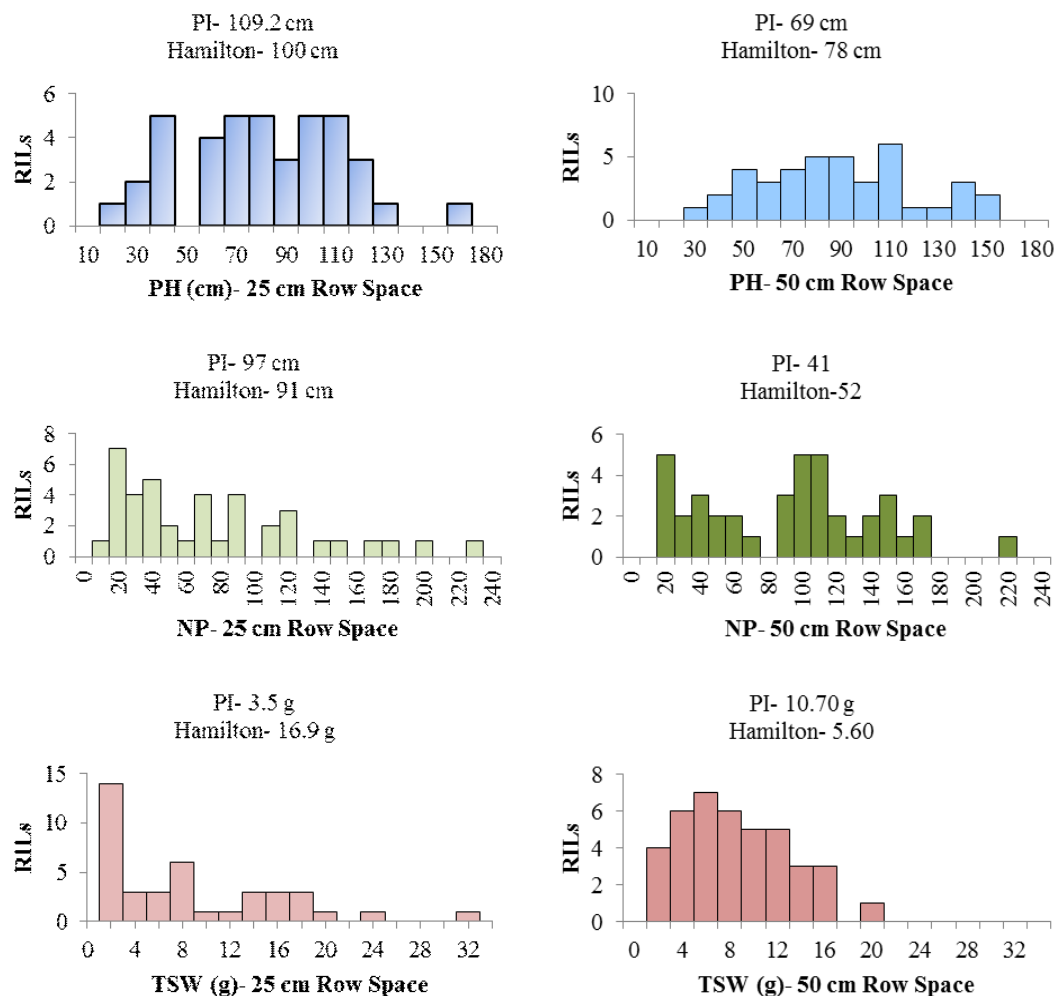 PI- 109.2 cm
Hamilton- 100 cm
6
4
2
0
RILs
10 30 50 70 90 110 130 150 180
PH (cm)- 25 cm Row Space
PI- 69 cm
Hamilton- 78 cm
10
5
0
RILs
10 30 50 70 90 110 130 150 180
PH- 50 cm Row Space
PI- 97 cm
Hamilton- 91 cm
8
6
4
2
0
RILs
0 20 40 60 80 100 120 140 160 180 200 220 240
NP- 25 cm Row Space
PI- 41
Hamilton-52
6
4
2
0
RILs
0 20 40 60 80 100 120 140 160 180 200 220 240
NP- 50 cm Row Space
PI- 3.5 g
Hamilton- 16.9 g
15
10
5
0
RILs
0 4 8 12 16 20 24 28 32
TSW (g)- 25 cm Row Space
PI- 10.70 g
Hamilton- 5.60
8
6
4
2
0
RILs
0 4 8 12 16 20 24 28 32
TSW (g)- 50 cm Row Space